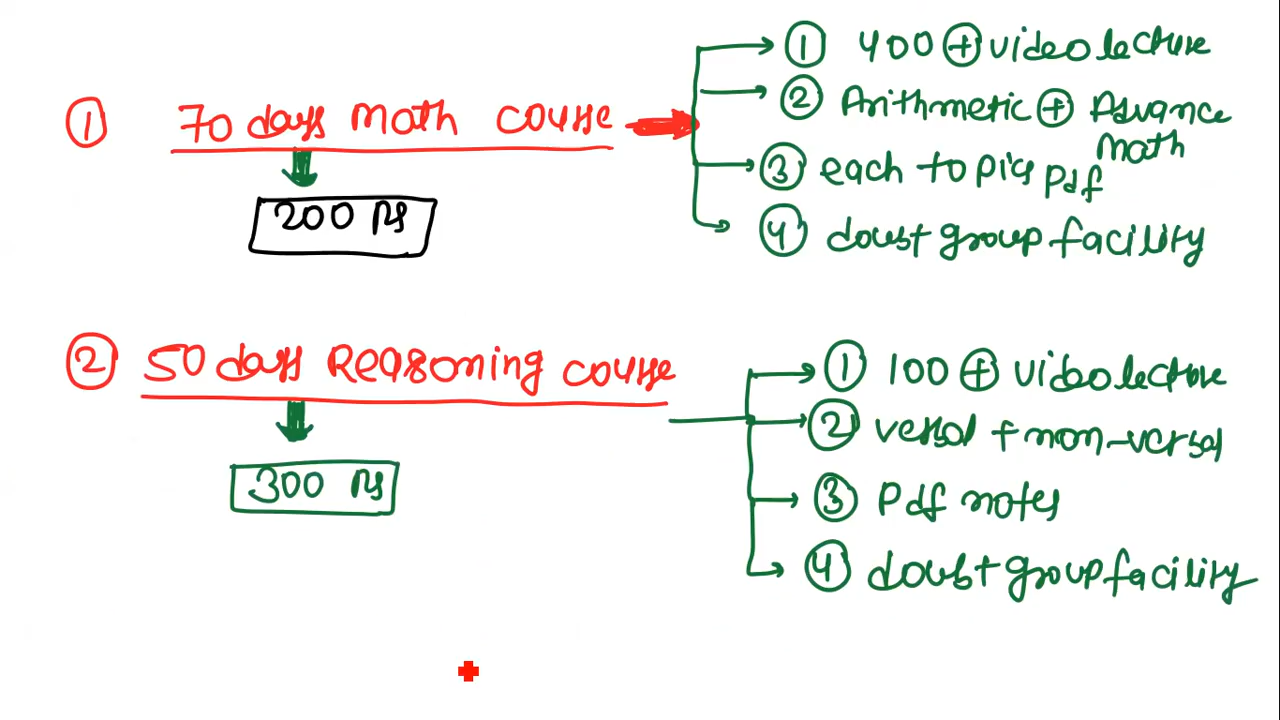 ① 70 days math course
200 Rs
① 400 + video lecture
② Arithmetic + Advance
math
③ each topics pdf
④ doubt group facility
② 50 days Reasoning course
300 Rs
① 100 + video lecture
② verbal + non-verbal
③ Pdf notes
④ doubt group facility